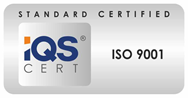 STANDARD CERTIFIED
iQS
CERT
ISO 9001